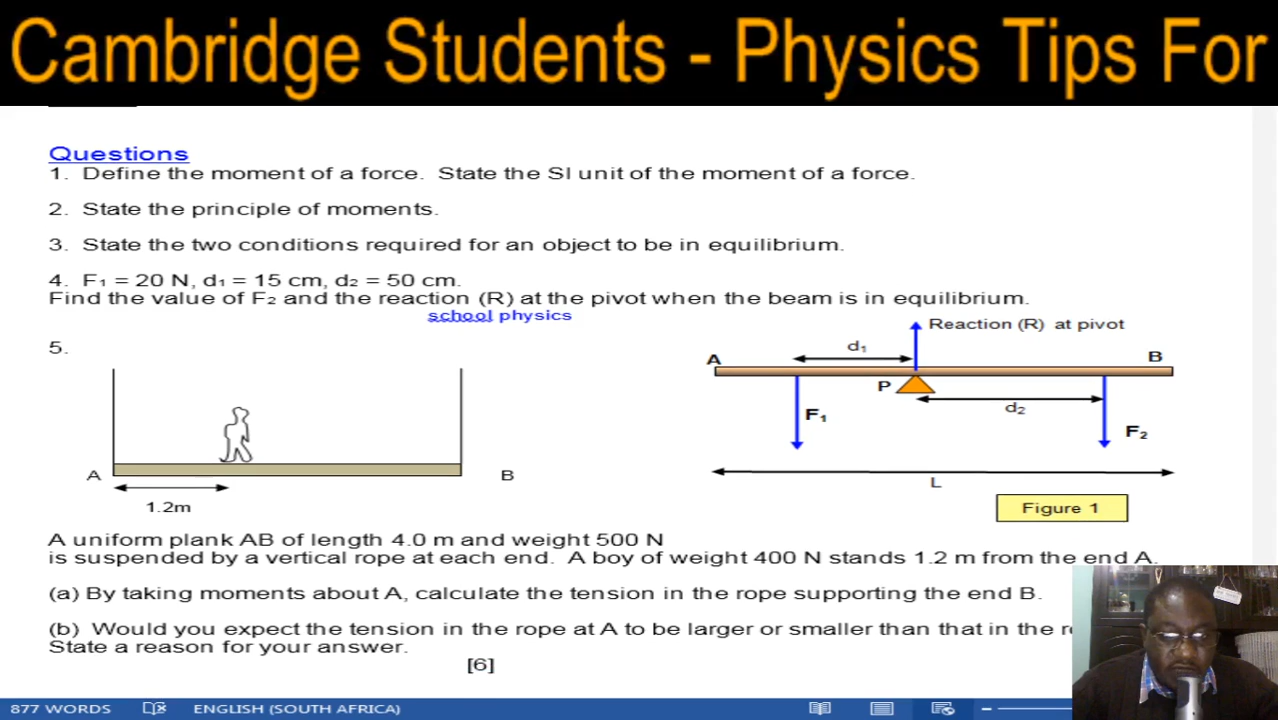 Cambridge Students - Physics Tips For
Questions
1. Define the moment of a force. State the SI unit of the moment of a force.
2. State the principle of moments.
3. State the two conditions required for an object to be in equilibrium.
4. F₁ = 20 N, d₁ = 15 cm, d₂ = 50 cm.
Find the value of F₂ and the reaction (R) at the pivot when the beam is in equilibrium.
school physics
5.
A
B
1.2m
Reaction (R) at pivot
d₁
A
B
P
d₂
F₁
F₂
L
Figure 1
A uniform plank AB of length 4.0 m and weight 500 N
is suspended by a vertical rope at each end. A boy of weight 400 N stands 1.2 m from the end A.
(a) By taking moments about A, calculate the tension in the rope supporting the end B.
(b) Would you expect the tension in the rope at A to be larger or smaller than that in the
State a reason for your answer.
[6]
877 WORDS
ENGLISH (SOUTH AFRICA)